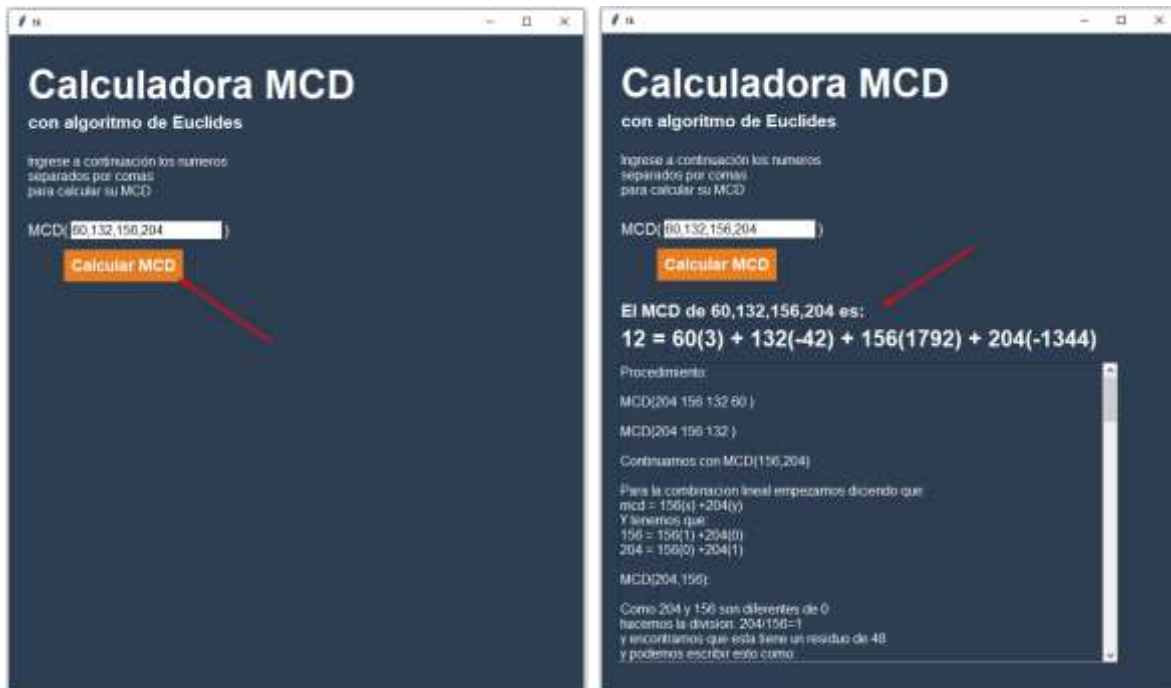 tk
Calculadora MCD
con algoritmo de Euclides
Ingrese a continuación los numeros
separados por comas
para calcular su MCD
MCD( 60,132,156,204 )
Calcular MCD
tk
Calculadora MCD
con algoritmo de Euclides
Ingrese a continuación los numeros
separados por comas
para calcular su MCD
MCD( 60,132,156,204 )
Calcular MCD
El MCD de 60,132,156,204 es:
12 = 60(3) + 132(-42) + 156(1792) + 204(-1344)
Procedimiento:
MCD(204 156 132 60 )
MCD(204 156 132 )
Continuamos con MCD(156,204)
Para la combinacion lineal empezamos diciendo que:
mcd = 156(x) +204(y)
Y tenemos que:
156 = 156(1) +204(0)
204 = 156(0) +204(1)
MCD(204,156):
Como 204 y 156 son diferentes de 0
hacemos la division: 204/156=1
y encontramos que esta tiene un residuo de 48
y podemos escribir esto como: